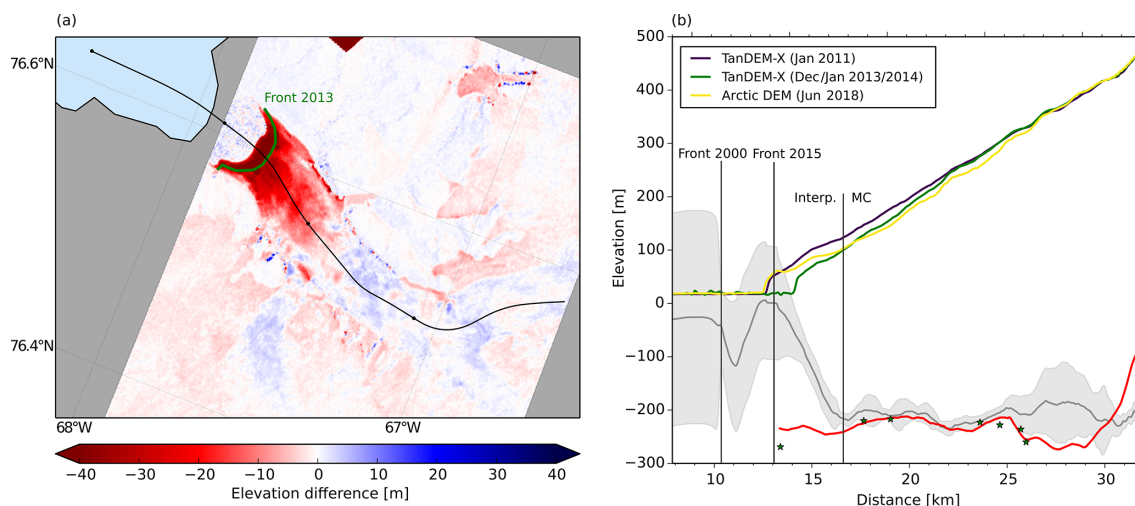 (a)
76.6°N
Front 2013
76.4°N
68°W
67°W
−40 −30 −20 −10 0 10 20 30 40
Elevation difference [m]
(b)
500
TanDEM-X (Jan 2011)
TanDEM-X (Dec/Jan 2013/2014)
Arctic DEM (Jun 2018)
400
300
Front 2000 Front 2015
200
Interp. MC
100
0
−100
−200
−300
Elevation [m]
10 15 20 25 30
Distance [km]